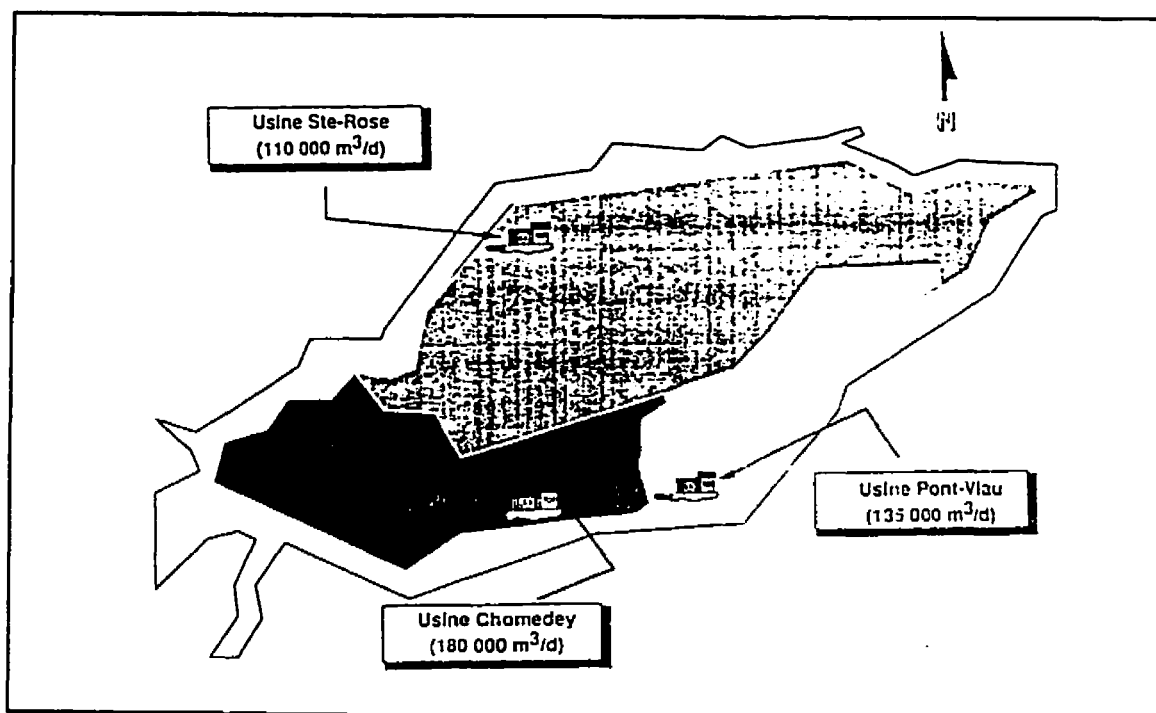 N
Usine Ste-Rose
(110 000 m³/d)
Usine Pont-Viau
(135 000 m³/d)
Usine Chomedey
(180 000 m³/d)